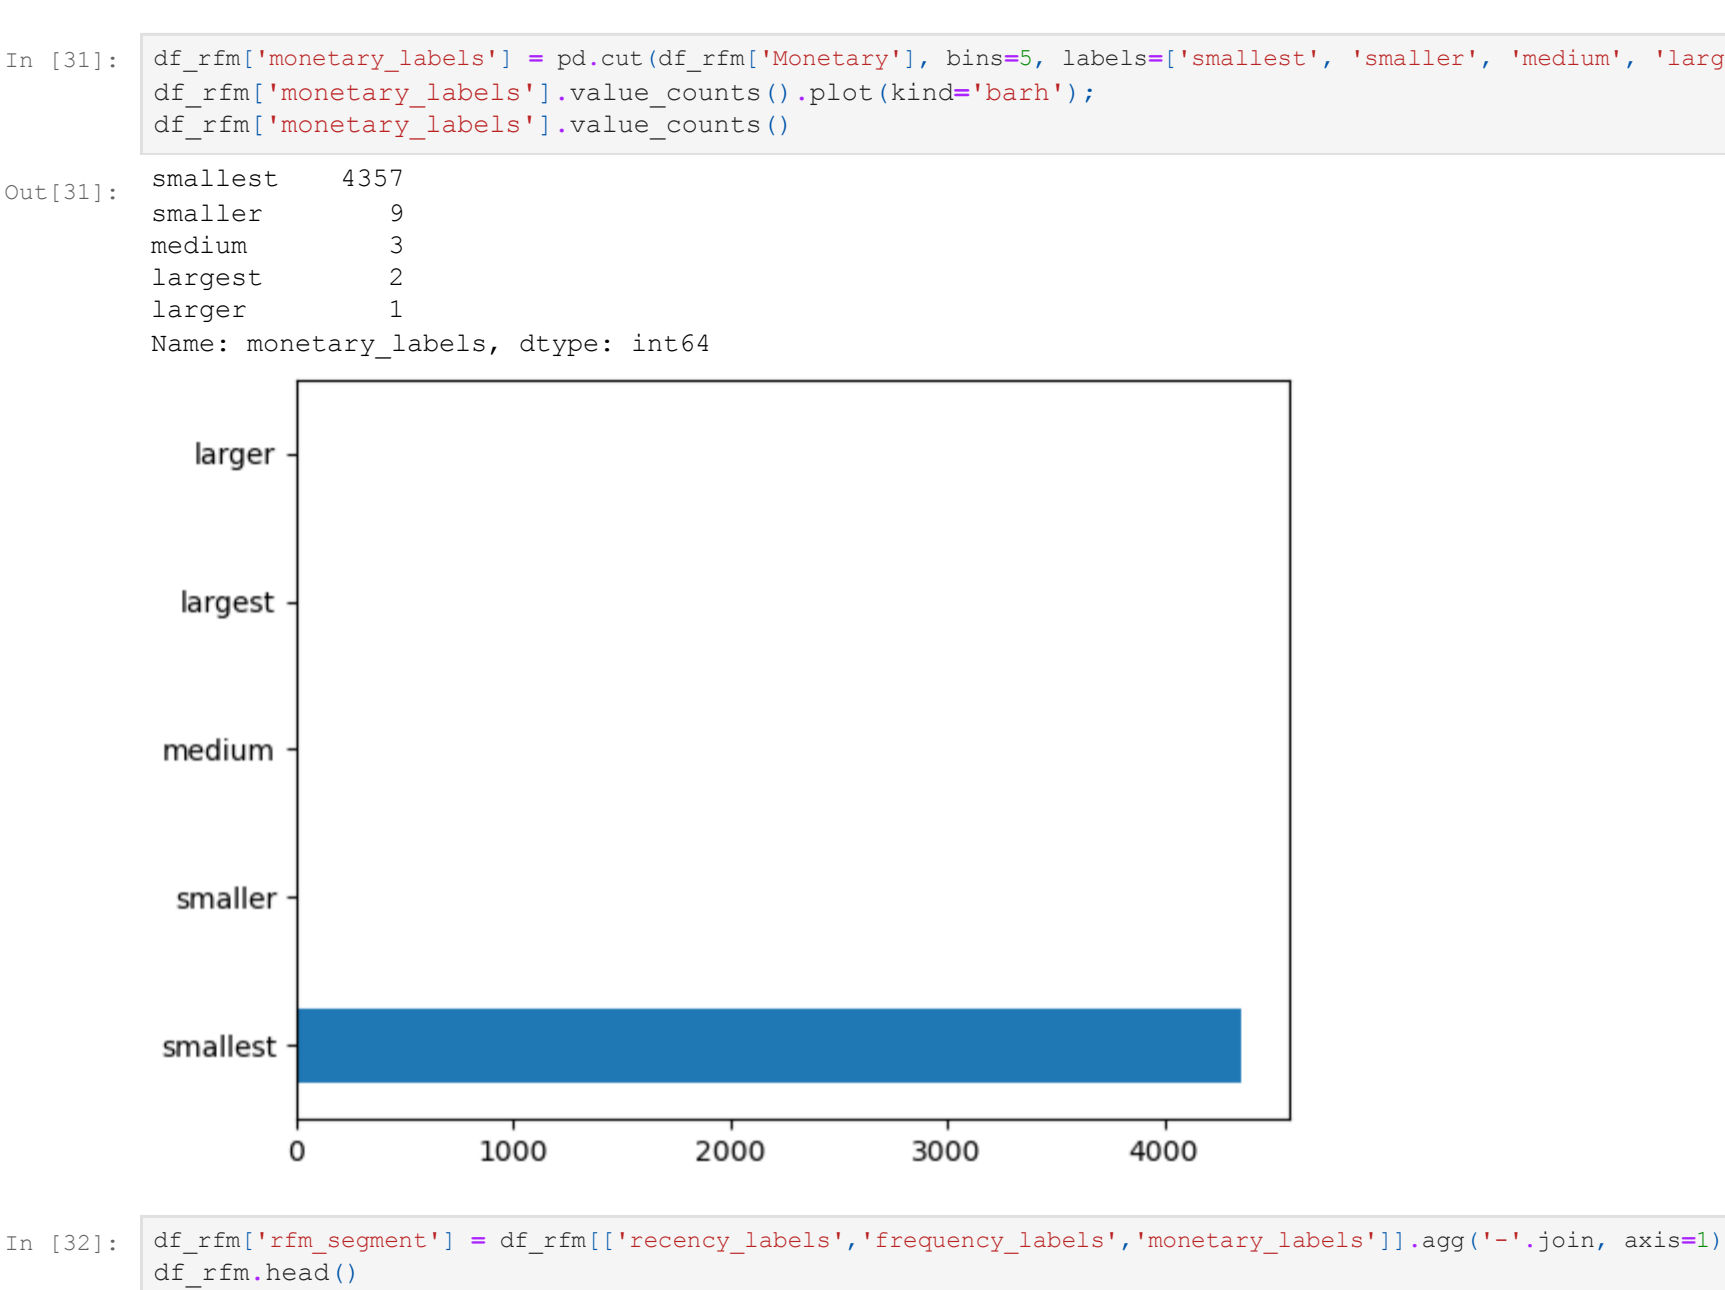 In [31]: df_rfm['monetary_labels'] = pd.cut(df_rfm['Monetary'], bins=5, labels=['smallest', 'smaller', 'medium', 'larg
df_rfm['monetary_labels'].value_counts().plot(kind='barh');
df_rfm['monetary_labels'].value_counts()
Out[31]: smallest 4357
smaller 9
medium 3
largest 2
larger 1
Name: monetary_labels, dtype: int64
larger
largest
medium
smaller
smallest
0 1000 2000 3000 4000
In [32]: df_rfm['rfm_segment'] = df_rfm[['recency_labels','frequency_labels','monetary_labels']].agg('-'.join, axis=1)
df_rfm.head()